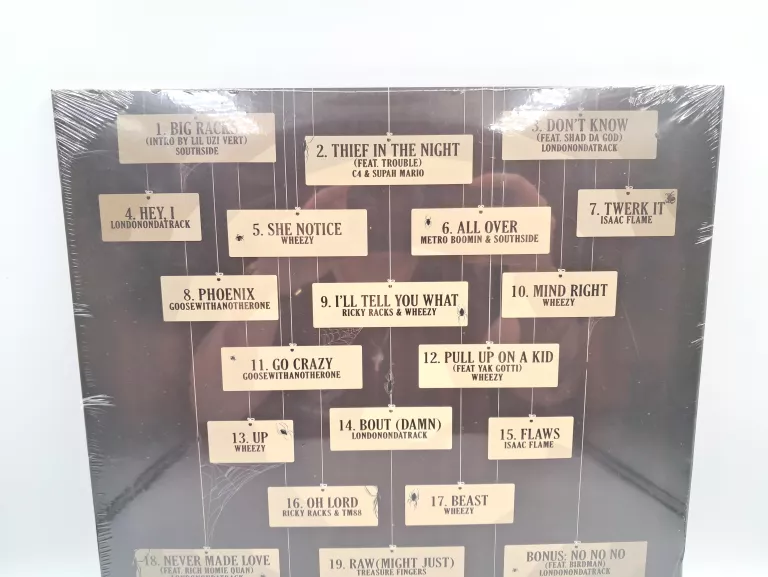 1. BIG RACKS
(INTRO BY LIL UZI VERT)
SOUTHSIDE
2. THIEF IN THE NIGHT
(FEAT. TROUBLE)
C4 & SUPAH MARIO
3. DON'T KNOW
(FEAT. SHAD DA GOD)
LONDONONDATRACK
4. HEY, I
LONDONONDATRACK
5. SHE NOTICE
WHEEZY
6. ALL OVER
METRO BOOMIN & SOUTHSIDE
7. TWERK IT
ISAAC FLAME
8. PHOENIX
GOOSEWITHANOTHERONE
9. I'LL TELL YOU WHAT
RICKY RACKS & WHEEZY
10. MIND RIGHT
WHEEZY
11. GO CRAZY
GOOSEWITHANOTHERONE
12. PULL UP ON A KID
(FEAT YAK GOTTI)
WHEEZY
13. UP
WHEEZY
14. BOUT (DAMN)
LONDONONDATRACK
15. FLAWS
ISAAC FLAME
16. OH LORD
RICKY RACKS & TM88
17. BEAST
WHEEZY
18. NEVER MADE LOVE
(FEAT. RICH HOMIE QUAN)
LONDONONDATRACK
19. RAW(MIGHT JUST)
TREASURE FINGERS
BONUS: NO NO NO
(FEAT. BIRDMAN)
LONDONONDATRACK